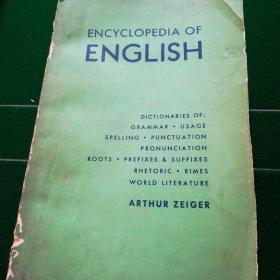 ENCYCLOPEDIA OF
ENGLISH
DICTIONARIES OF:
GRAMMAR • USAGE
SPELLING • PUNCTUATION
PRONUNCIATION
ROOTS • PREFIXES & SUFFIXES
RHETORIC • RIMES
WORLD LITERATURE
ARTHUR ZEIGER